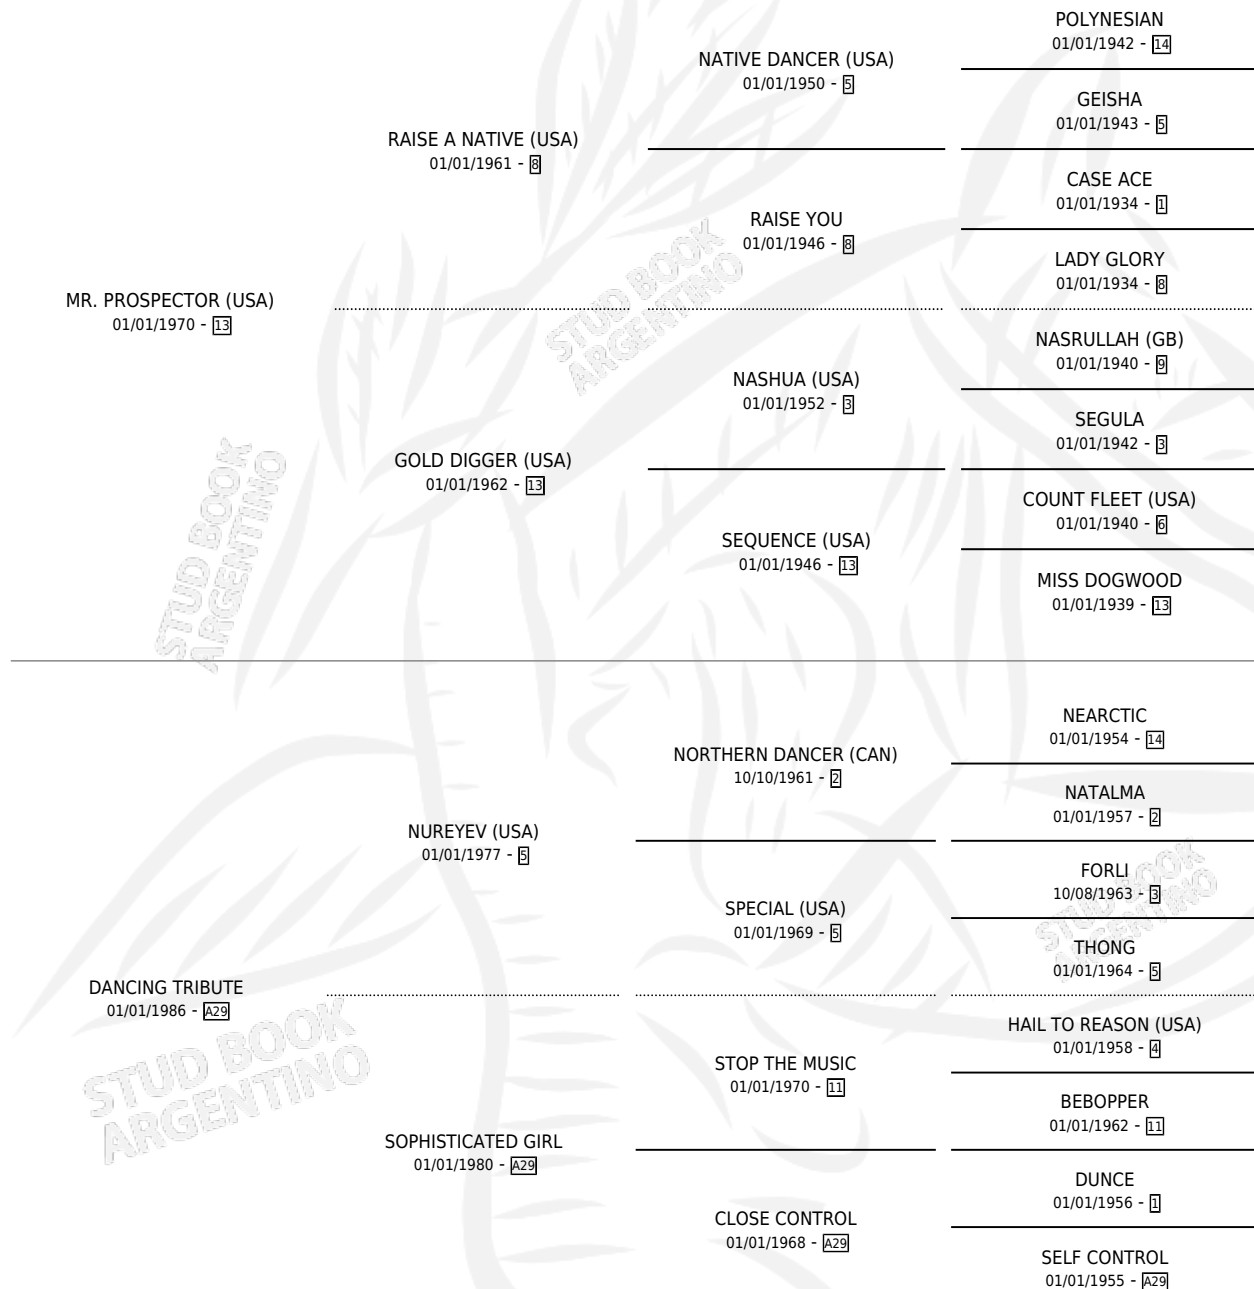 POLYNESIAN
01/01/1942 - 14
NATIVE DANCER (USA)
01/01/1950 - 5
GEISHA
01/01/1943 - 5
RAISE A NATIVE (USA)
01/01/1961 - 8
CASE ACE
01/01/1934 - 1
RAISE YOU
01/01/1946 - 8
LADY GLORY
01/01/1934 - 8
MR. PROSPECTOR (USA)
01/01/1970 - 13
NASRULLAH (GB)
01/01/1940 - 9
NASHUA (USA)
01/01/1952 - 3
SEGULA
01/01/1942 - 3
GOLD DIGGER (USA)
01/01/1962 - 13
COUNT FLEET (USA)
01/01/1940 - 6
SEQUENCE (USA)
01/01/1946 - 13
MISS DOGWOOD
01/01/1939 - 13
NEARCTIC
01/01/1954 - 14
NORTHERN DANCER (CAN)
10/10/1961 - 2
NATALMA
01/01/1957 - 2
NUREYEV (USA)
01/01/1977 - 5
FORLI
10/08/1963 - 3
SPECIAL (USA)
01/01/1969 - 5
THONG
01/01/1964 - 5
DANCING TRIBUTE
01/01/1986 - A29
HAIL TO REASON (USA)
01/01/1958 - 4
STOP THE MUSIC
01/01/1970 - 11
BEBOPPER
01/01/1962 - 11
SOPHISTICATED GIRL
01/01/1980 - A29
DUNCE
01/01/1956 - 1
CLOSE CONTROL
01/01/1968 - A29
SELF CONTROL
01/01/1955 - A29
STUD BOOK
ARGENTINO
STUD BOOK
ARGENTINO
STUD BOOK
ARGENTINO
STUD BOOK
ARGENTINO